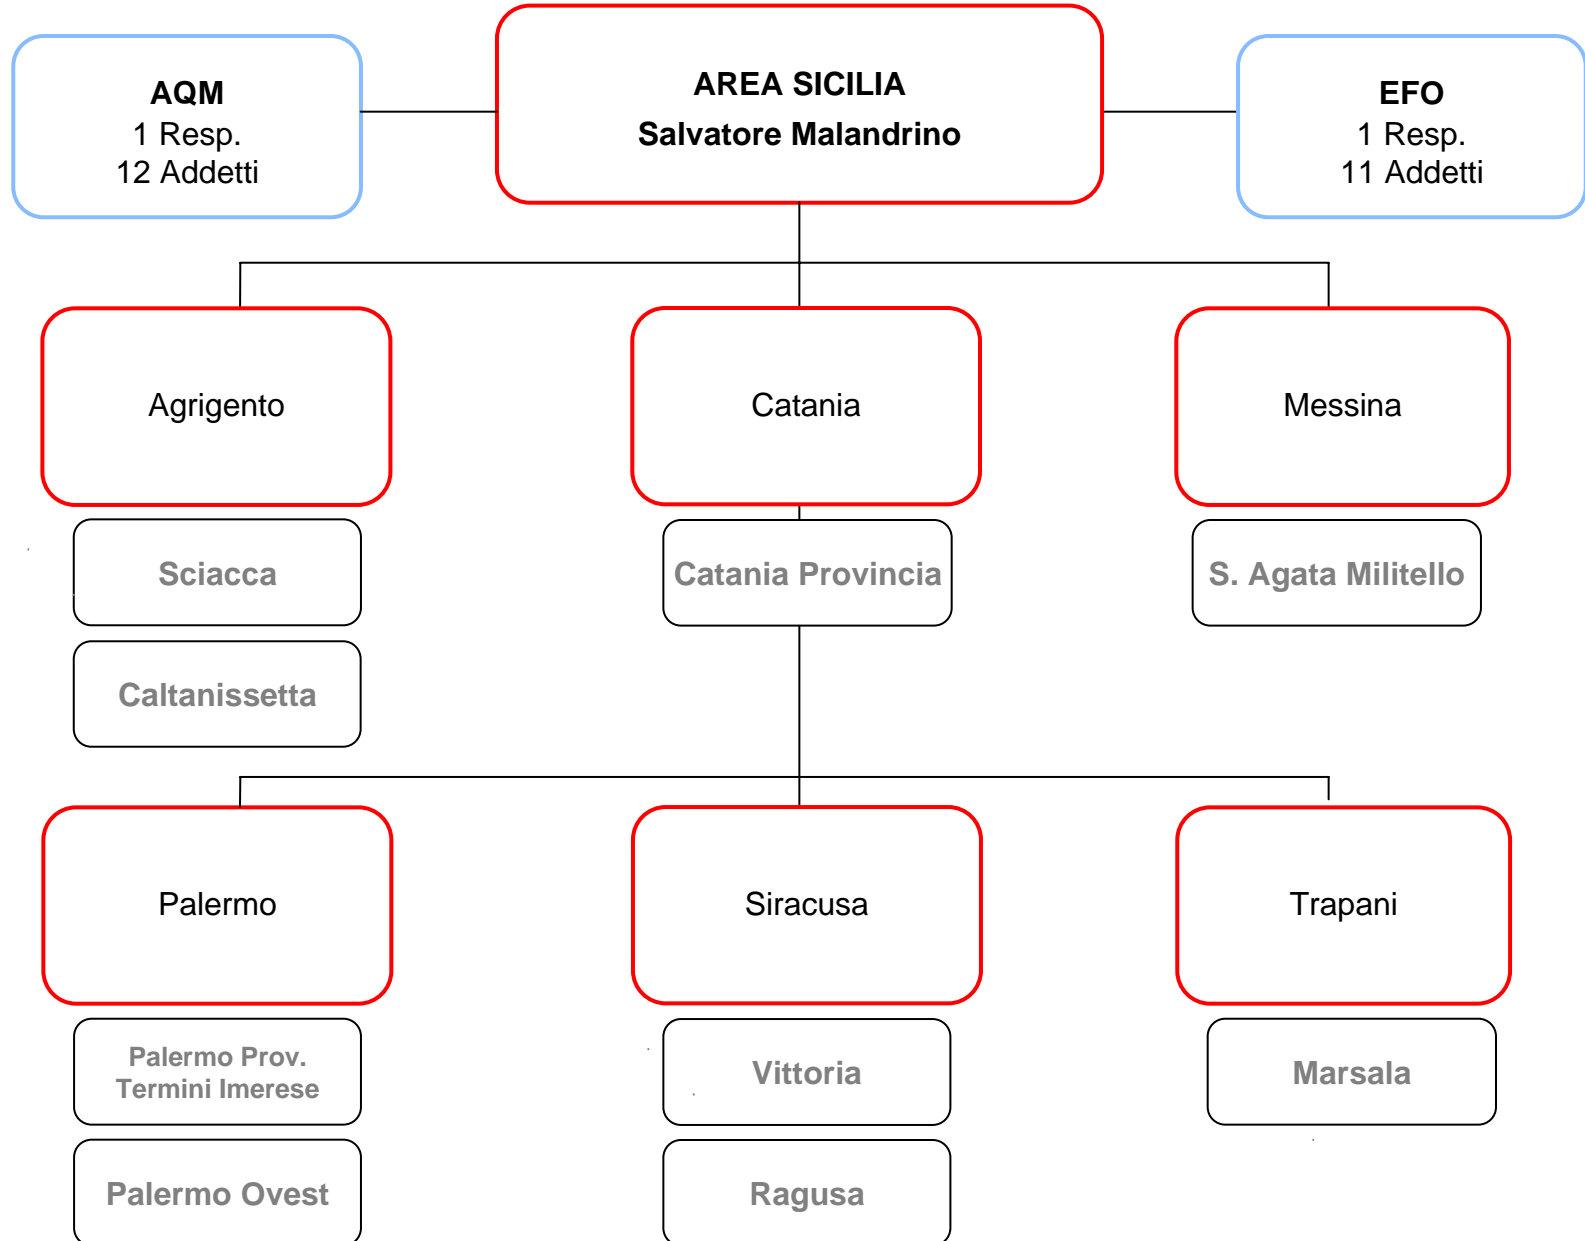 AQM
1 Resp.
12 Addetti
AREA SICILIA
Salvatore Malandrino
EFO
1 Resp.
11 Addetti
Agrigento
Catania
Messina
Sciacca
Catania Provincia
S. Agata Militello
Caltanissetta
Palermo
Siracusa
Trapani
Palermo Prov.
Termini Imerese
Vittoria
Marsala
Palermo Ovest
Ragusa